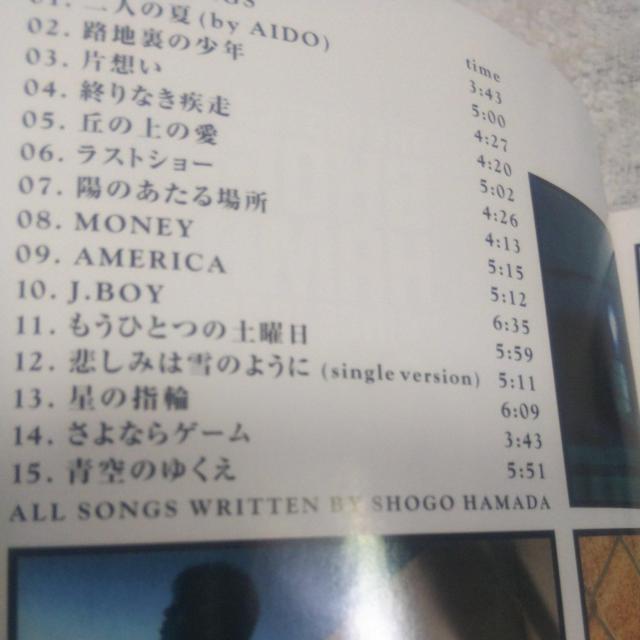 time
01. 二人の夏 (by AIDO) 3:43
02. 路地裏の少年 5:00
03. 片想い 4:27
04. 終りなき疾走 4:20
05. 丘の上の愛 5:02
06. ラストショー 4:26
07. 陽のあたる場所 4:13
08. MONEY 5:15
09. AMERICA 5:12
10. J.BOY 6:35
11. もうひとつの土曜日 5:59
12. 悲しみは雪のように (single version) 5:11
13. 星の指輪 6:09
14. さよならゲーム 3:43
15. 青空のゆくえ 5:51
ALL SONGS WRITTEN BY SHOGO HAMADA